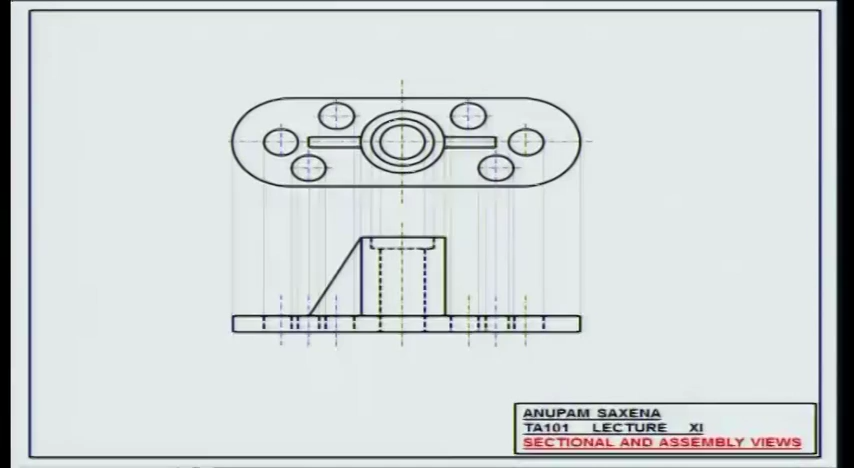 ANUPAM SAXENA
TA101 LECTURE XI
SECTIONAL AND ASSEMBLY VIEWS